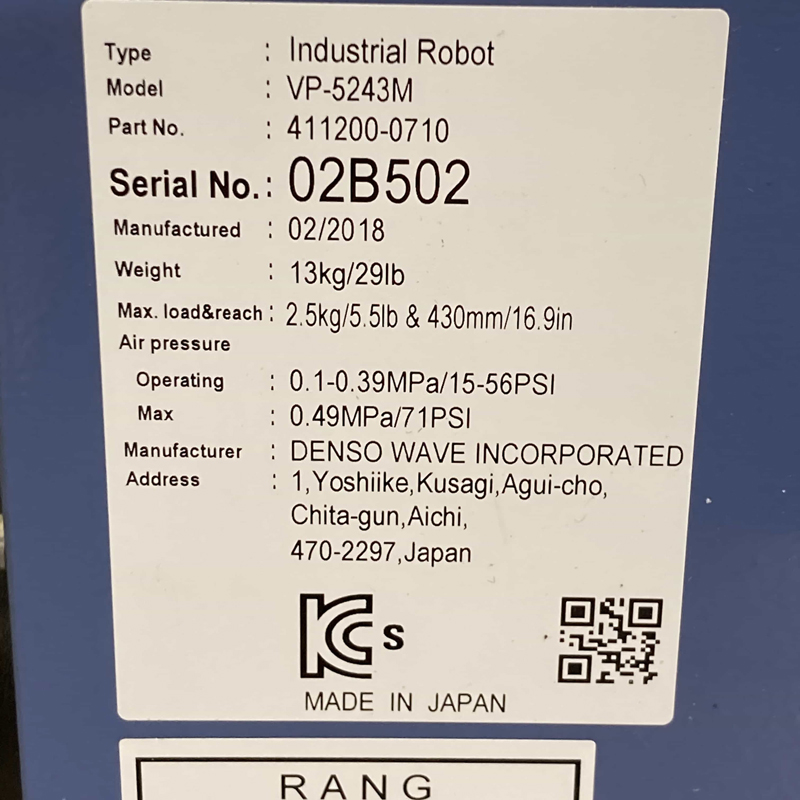 Type : Industrial Robot
Model : VP-5243M
Part No. : 411200-0710
Serial No.: 02B502
Manufactured : 02/2018
Weight : 13kg/29lb
Max. load&reach : 2.5kg/5.5lb & 430mm/16.9in
Air pressure
Operating : 0.1-0.39MPa/15-56PSI
Max : 0.49MPa/71PSI
Manufacturer : DENSO WAVE INCORPORATED
Address : 1,Yoshiike,Kusagi,Agui-cho,
Chita-gun,Aichi,
470-2297,Japan
KC s
MADE IN JAPAN
RANG